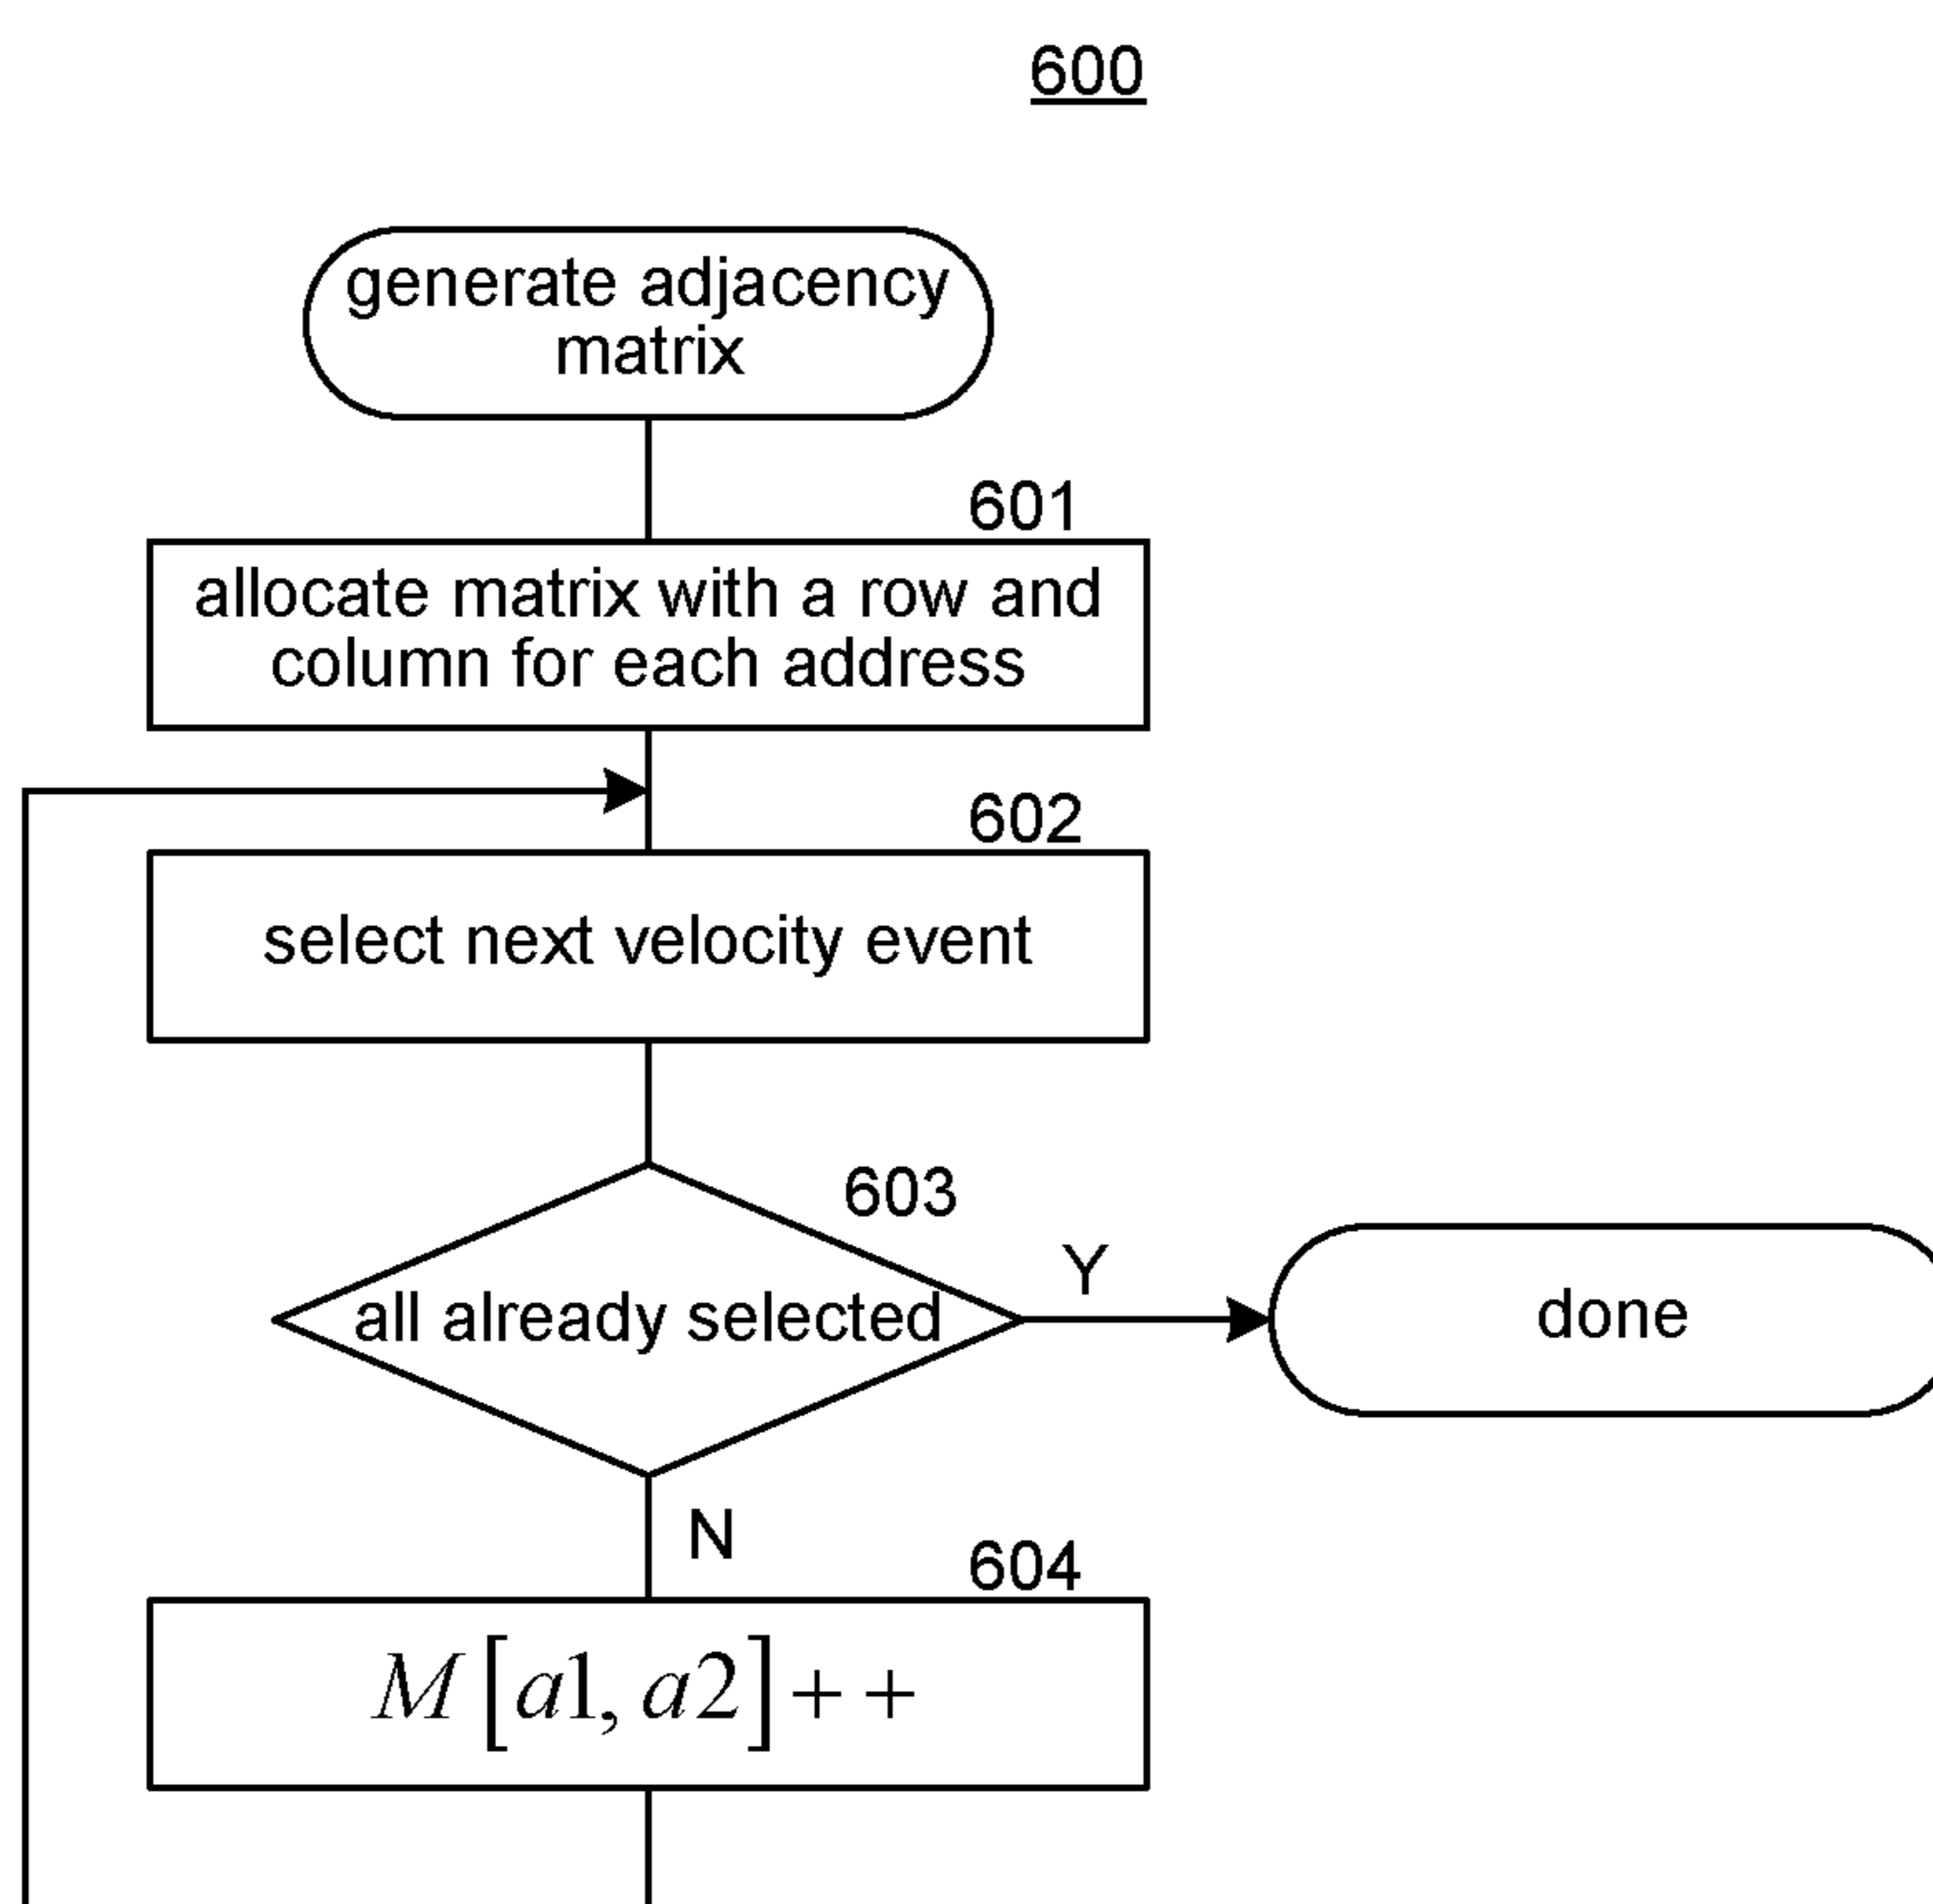 600
generate adjacency
matrix
601
allocate matrix with a row and
column for each address
602
select next velocity event
603
all already selected
Y
done
N
604
M[a1, a2]++